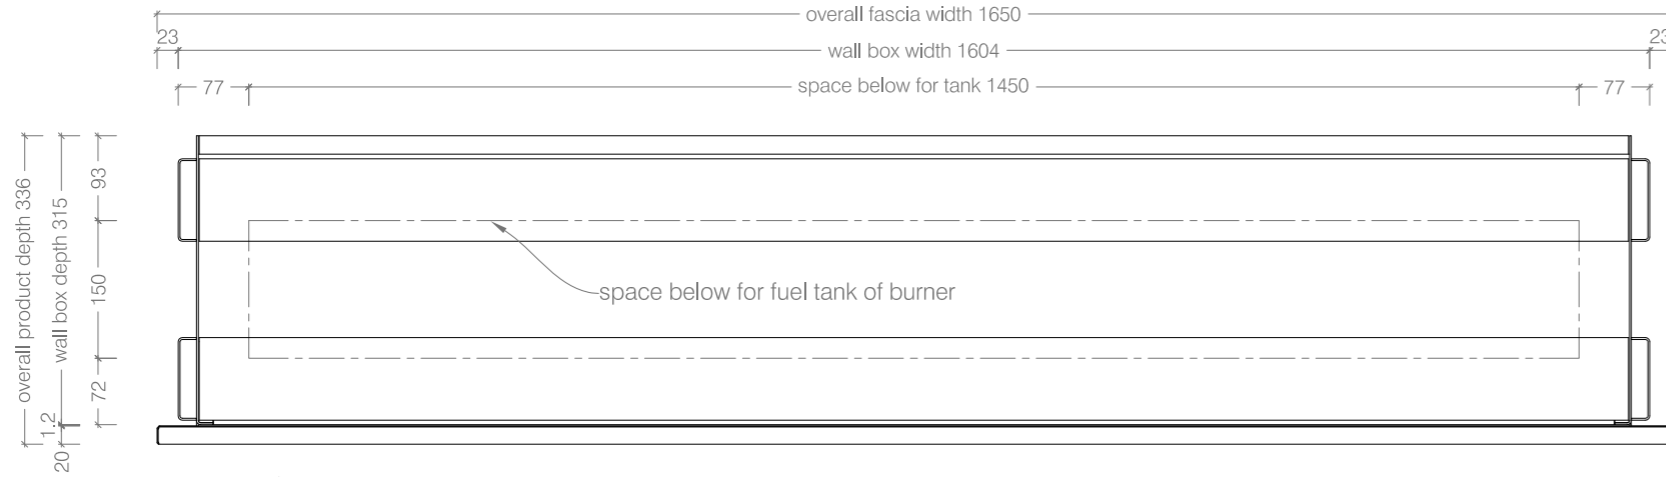 overall fascia width 1650
23
wall box width 1604
23
77
space below for tank 1450
77
overall product depth 336
wall box depth 315
93
150
72
space below for fuel tank of burner
1.2
20